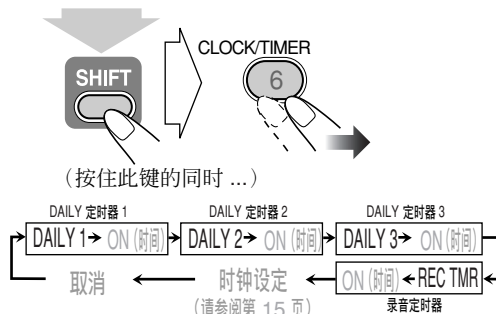 CLOCK/TIMER
SHIFT
6
(按住此键的同时 ...)
DAILY 定时器 1 DAILY 定时器 2 DAILY 定时器 3
DAILY 1 ON (时间) DAILY 2 ON (时间) DAILY 3 ON (时间)
取消 时钟设定 ON (时间) REC TMR
(请参阅第 15 页) 录音定时器